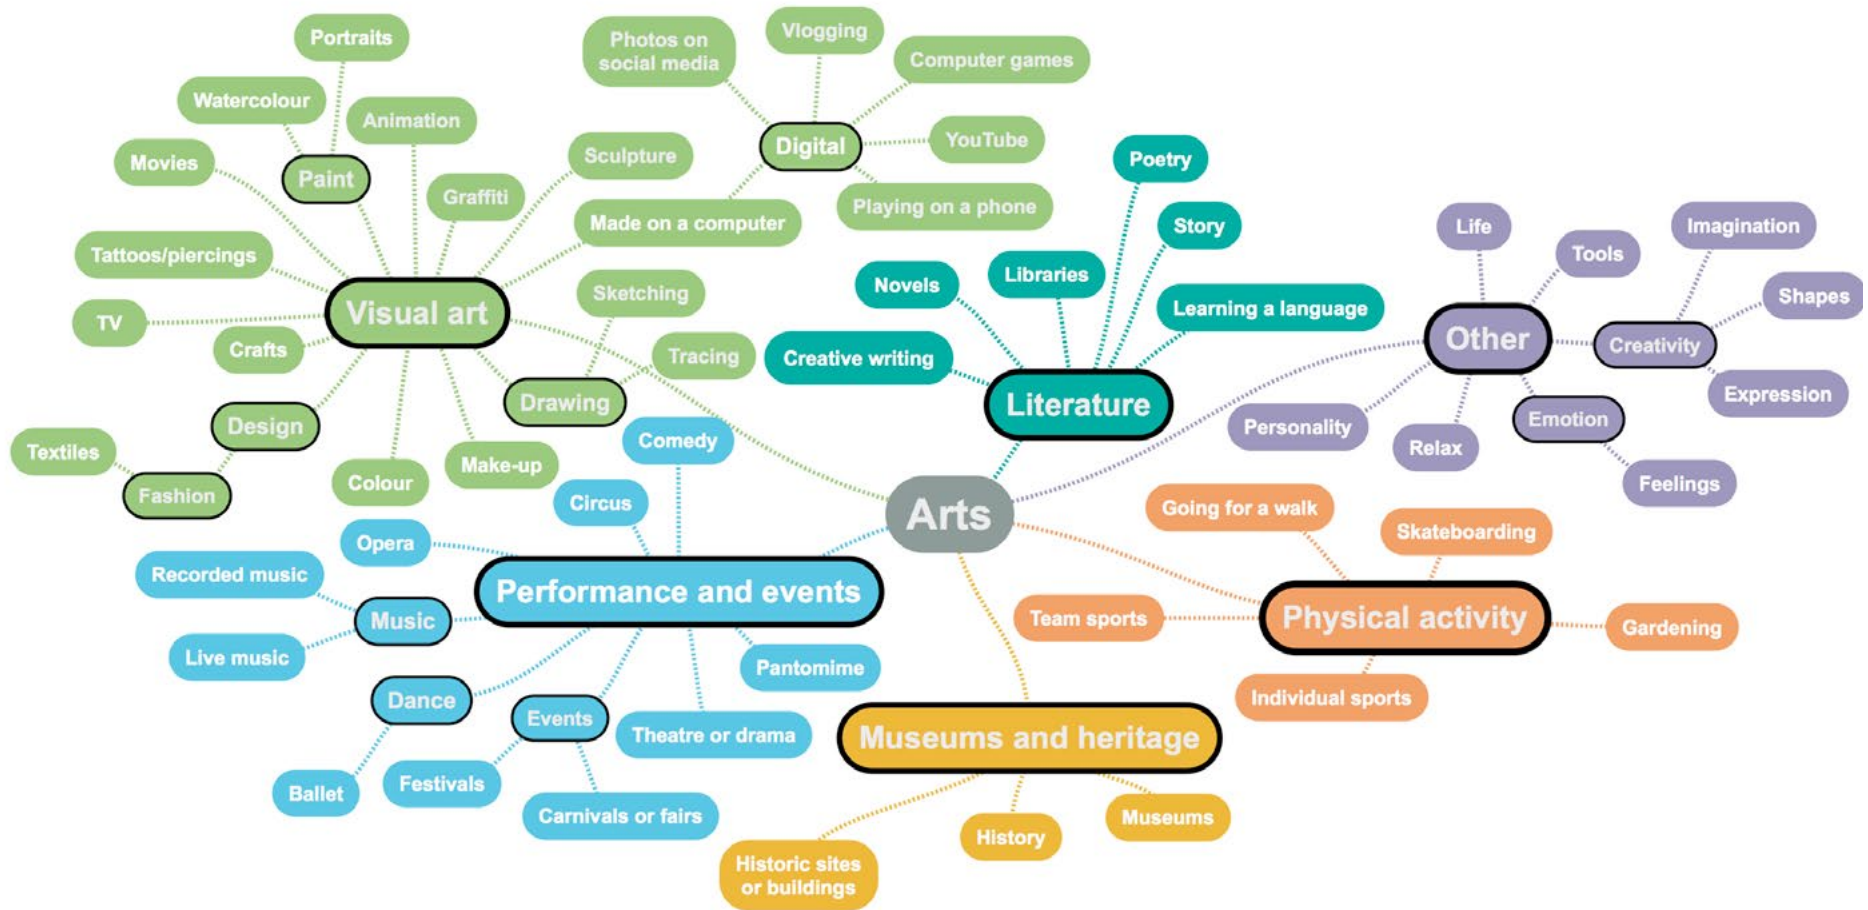 Portraits
Photos on
social media
Vlogging
Computer games
Watercolour
Animation
Movies
Paint
Sculpture
Digital
YouTube
Graffiti
Made on a computer
Playing on a phone
Tattoos/piercings
Visual art
Sketching
TV
Crafts
Tracing
Drawing
Design
Textiles
Fashion
Colour
Make-up
Poetry
Story
Libraries
Novels
Learning a language
Creative writing
Literature
Life
Tools
Imagination
Shapes
Other
Creativity
Expression
Personality
Relax
Emotion
Feelings
Arts
Comedy
Circus
Opera
Recorded music
Performance and events
Music
Live music
Pantomime
Dance
Events
Theatre or drama
Ballet
Festivals
Carnivals or fairs
Going for a walk
Skateboarding
Team sports
Physical activity
Gardening
Individual sports
Museums and heritage
Museums
History
Historic sites
or buildings